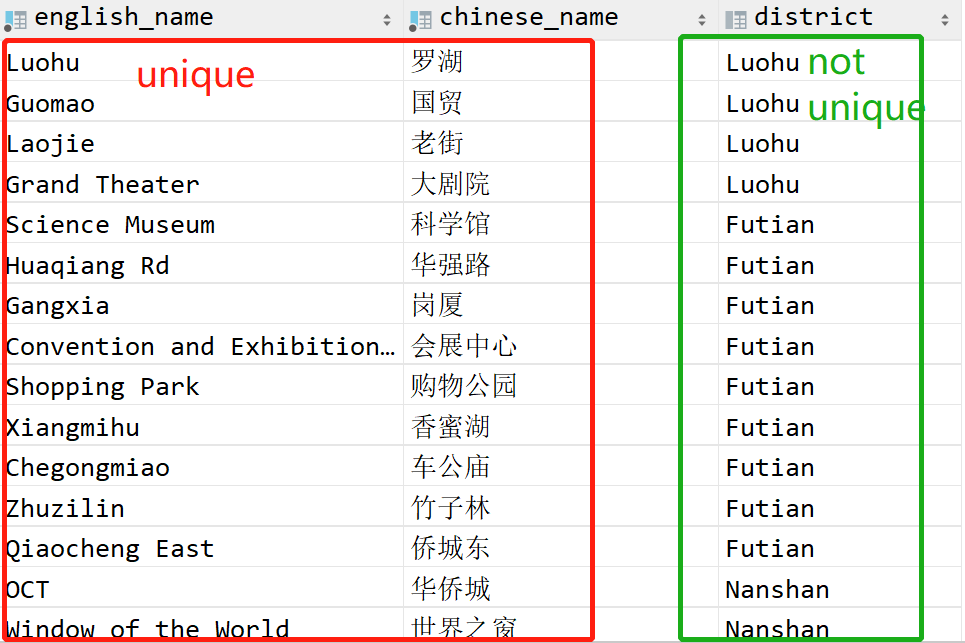 english_name chinese_name district
Luohu 罗湖 Luohu
unique not
Guomao 国贸 Luohu
unique
Laojie 老街 Luohu
Grand Theater 大剧院 Luohu
Science Museum 科学馆 Futian
Huaqiang Rd 华强路 Futian
Gangxia 岗厦 Futian
Convention and Exhibition… 会展中心 Futian
Shopping Park 购物公园 Futian
Xiangmihu 香蜜湖 Futian
Chegongmiao 车公庙 Futian
Zhuzilin 竹子林 Futian
Qiaocheng East 侨城东 Futian
OCT 华侨城 Nanshan
Window of the World 世界之窗 Nanshan